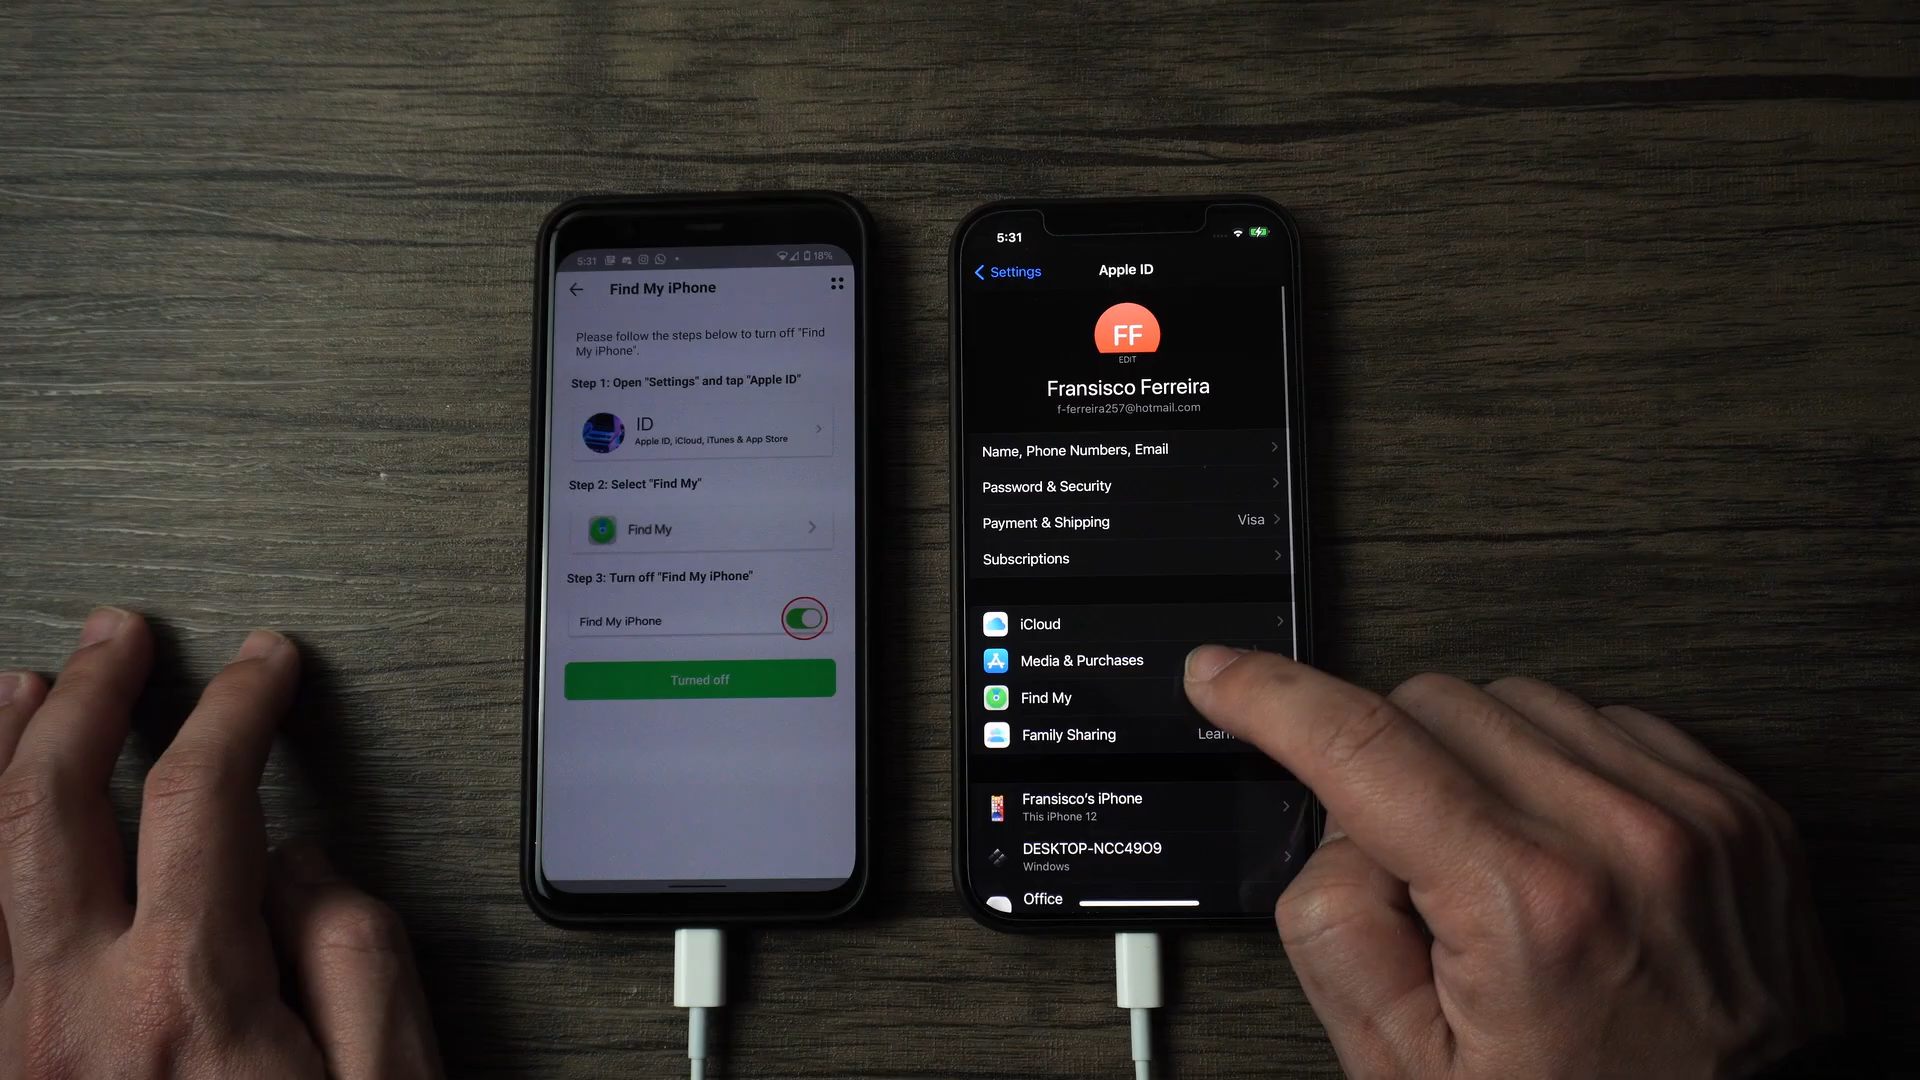 5:31
18%
Find My iPhone
Please follow the steps below to turn off "Find
My iPhone".
Step 1: Open "Settings" and tap "Apple ID"
ID
Apple ID, iCloud, iTunes & App Store
Step 2: Select "Find My"
Find My
Step 3: Turn off "Find My iPhone"
Find My iPhone
Turned off
5:31
Settings
Apple ID
FF
EDIT
Fransisco Ferreira
f-ferreira257@hotmail.com
Name, Phone Numbers, Email
Password & Security
Payment & Shipping Visa
Subscriptions
iCloud
Media & Purchases
Find My
Family Sharing Learn
Fransisco's iPhone
This iPhone 12
DESKTOP-NCC49O9
Windows
Office